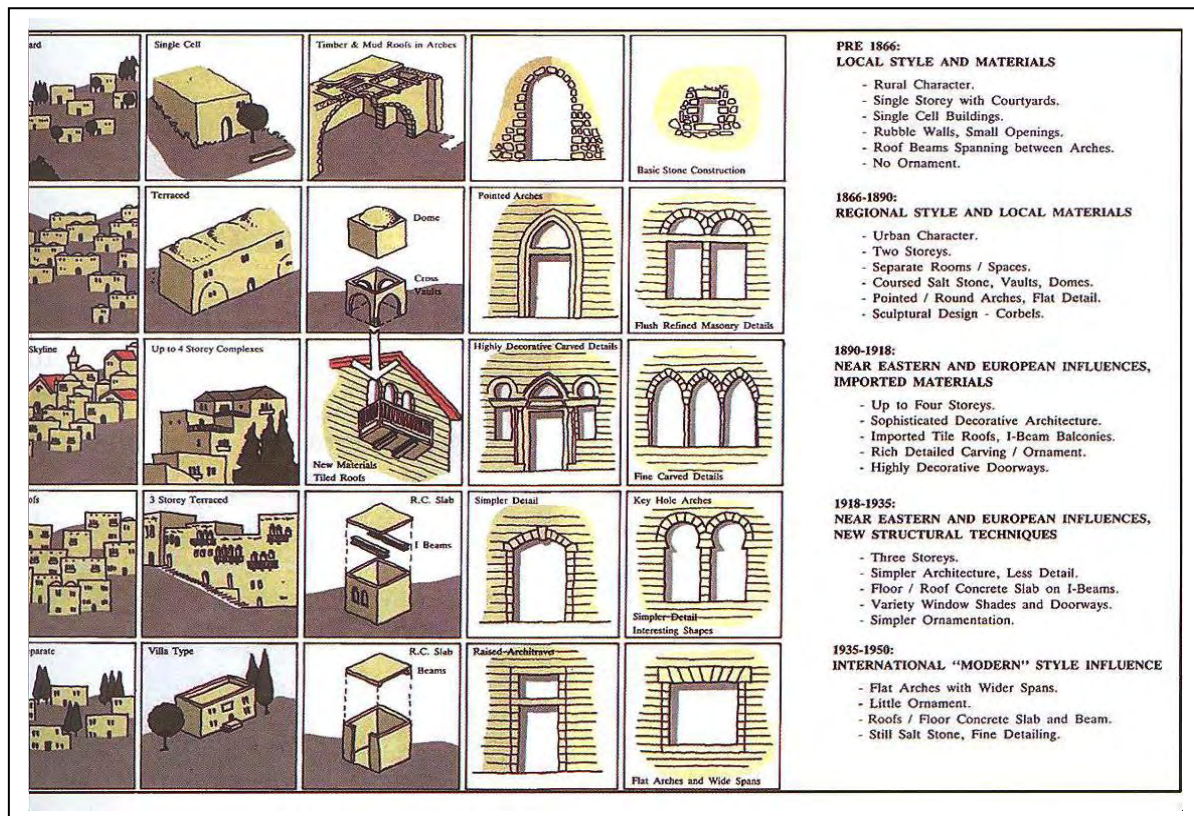 Single Cell
Timber & Mud Roofs in Arches
Basic Stone Construction
PRE 1866:
LOCAL STYLE AND MATERIALS
- Rural Character.
- Single Storey with Courtyards.
- Single Cell Buildings.
- Rubble Walls, Small Openings.
- Roof Beams Spanning between Arches.
- No Ornament.
Terraced
Dome
Cross
Vaults
Pointed Arches
Flush Refined Masonry Details
1866-1890:
REGIONAL STYLE AND LOCAL MATERIALS
- Urban Character.
- Two Storeys.
- Separate Rooms / Spaces.
- Coursed Salt Stone, Vaults, Domes.
- Pointed / Round Arches, Flat Detail.
- Sculptural Design - Corbels.
Skyline
Up to 4 Storey Complexes
New Materials
Tiled Roofs
Highly Decorative Carved Details
Fine Carved Details
1890-1918:
NEAR EASTERN AND EUROPEAN INFLUENCES,
IMPORTED MATERIALS
- Up to Four Storeys.
- Sophisticated Decorative Architecture.
- Imported Tile Roofs, I-Beam Balconies.
- Rich Detailed Carving / Ornament.
- Highly Decorative Doorways.
3 Storey Terraced
R.C. Slab
I Beams
Simpler Detail
Key Hole Arches
Simpler Detail
Interesting Shapes
1918-1935:
NEAR EASTERN AND EUROPEAN INFLUENCES,
NEW STRUCTURAL TECHNIQUES
- Three Storeys.
- Simpler Architecture, Less Detail.
- Floor / Roof Concrete Slab on I-Beams.
- Variety Window Shades and Doorways.
- Simpler Ornamentation.
Villa Type
R.C. Slab
Beams
Raised Architrave
Flat Arches and Wide Spans
1935-1950:
INTERNATIONAL “MODERN” STYLE INFLUENCE
- Flat Arches with Wider Spans.
- Little Ornament.
- Roofs / Floor Concrete Slab and Beam.
- Still Salt Stone, Fine Detailing.